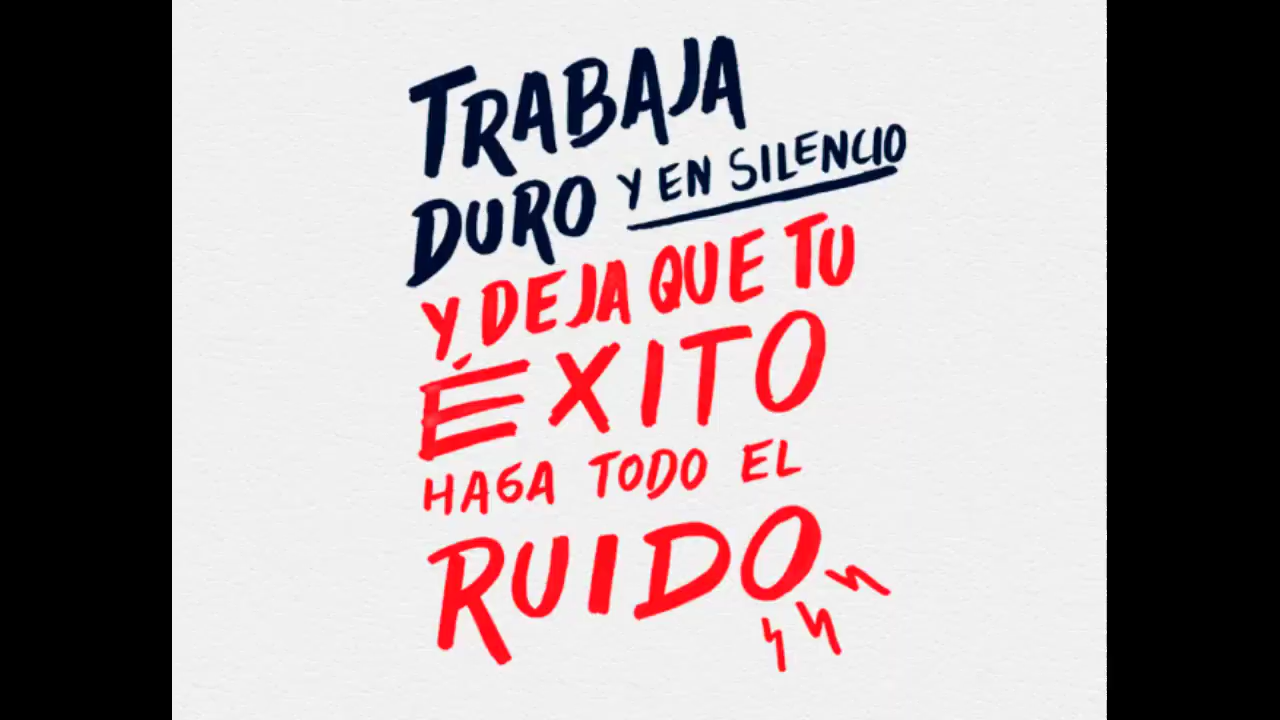 TRABAJA
DURO Y EN SILENCIO
Y DEJA QUE TU
ÉXITO
HAGA TODO EL
RUIDO